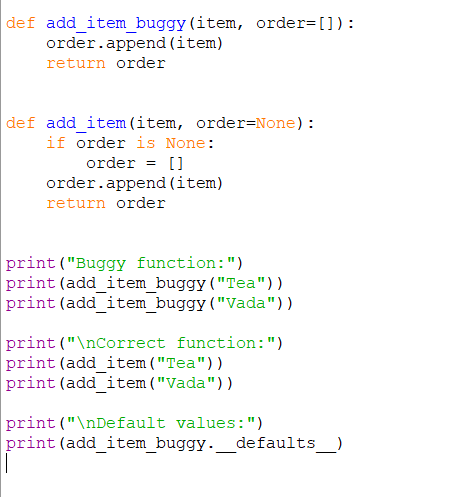 def add_item_buggy(item, order=[]):
    order.append(item)
    return order
def add_item(item, order=None):
    if order is None:
        order = []
    order.append(item)
    return order
print("Buggy function:")
print(add_item_buggy("Tea"))
print(add_item_buggy("Vada"))
print("\nCorrect function:")
print(add_item("Tea"))
print(add_item("Vada"))
print("\nDefault values:")
print(add_item_buggy.__defaults__)